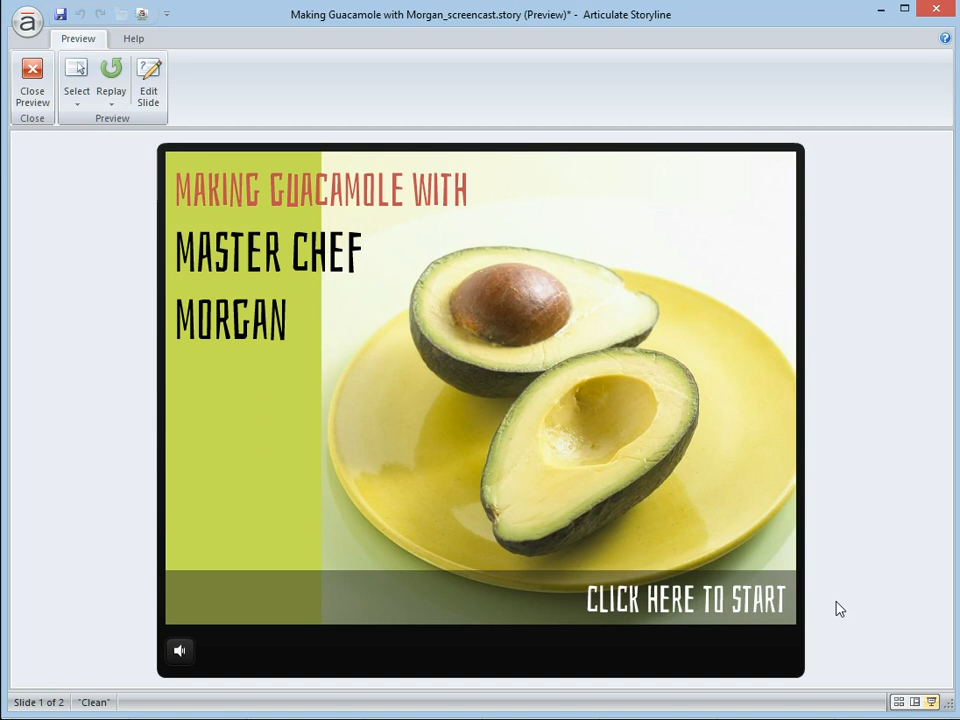 Making Guacamole with Morgan_screencast.story (Preview)* - Articulate Storyline
Preview
Help
Close Preview
Select
Replay
Edit Slide
Close
Preview
MAKING GUACAMOLE WITH
MASTER CHEF
MORGAN
CLICK HERE TO START
Slide 1 of 2
"Clean"